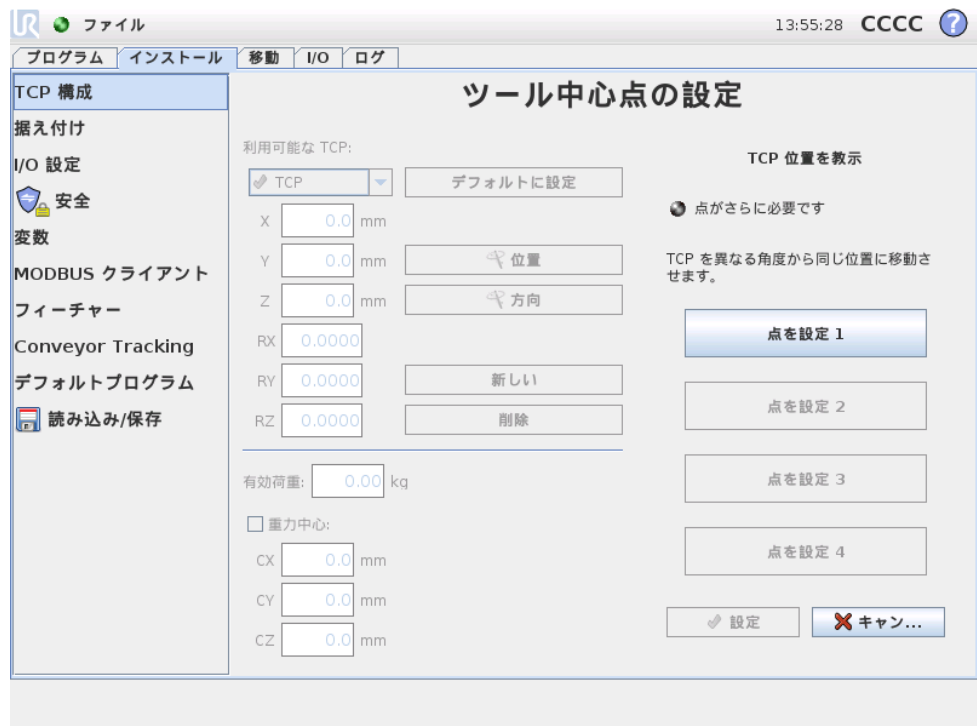 UR ファイル 13:55:28 CCCC ?
プログラム インストール 移動 I/O ログ
TCP 構成
据え付け
I/O 設定
安全
変数
MODBUS クライアント
フィーチャー
Conveyor Tracking
デフォルトプログラム
読み込み/保存
ツール中心点の設定
利用可能な TCP:
TCP デフォルトに設定
X 0.0 mm
Y 0.0 mm 位置
Z 0.0 mm 方向
RX 0.0000
RY 0.0000 新しい
RZ 0.0000 削除
有効荷重: 0.00 kg
重力中心:
CX 0.0 mm
CY 0.0 mm
CZ 0.0 mm
TCP 位置を教示
点がさらに必要です
TCP を異なる角度から同じ位置に移動さ
せます。
点を設定 1
点を設定 2
点を設定 3
点を設定 4
設定 キャン...